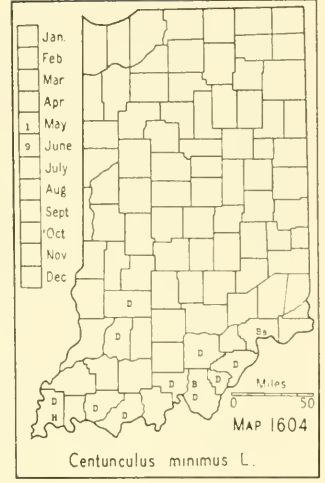 Jan.
Feb
Mar
Apr
1 May
9 June
July
Aug
Sept
'Oct
Nov
Dec
D
D
Bs
D
D
D B D
D D
D D
H
Miles
0 50
MAP 1604
Centunculus minimus L.